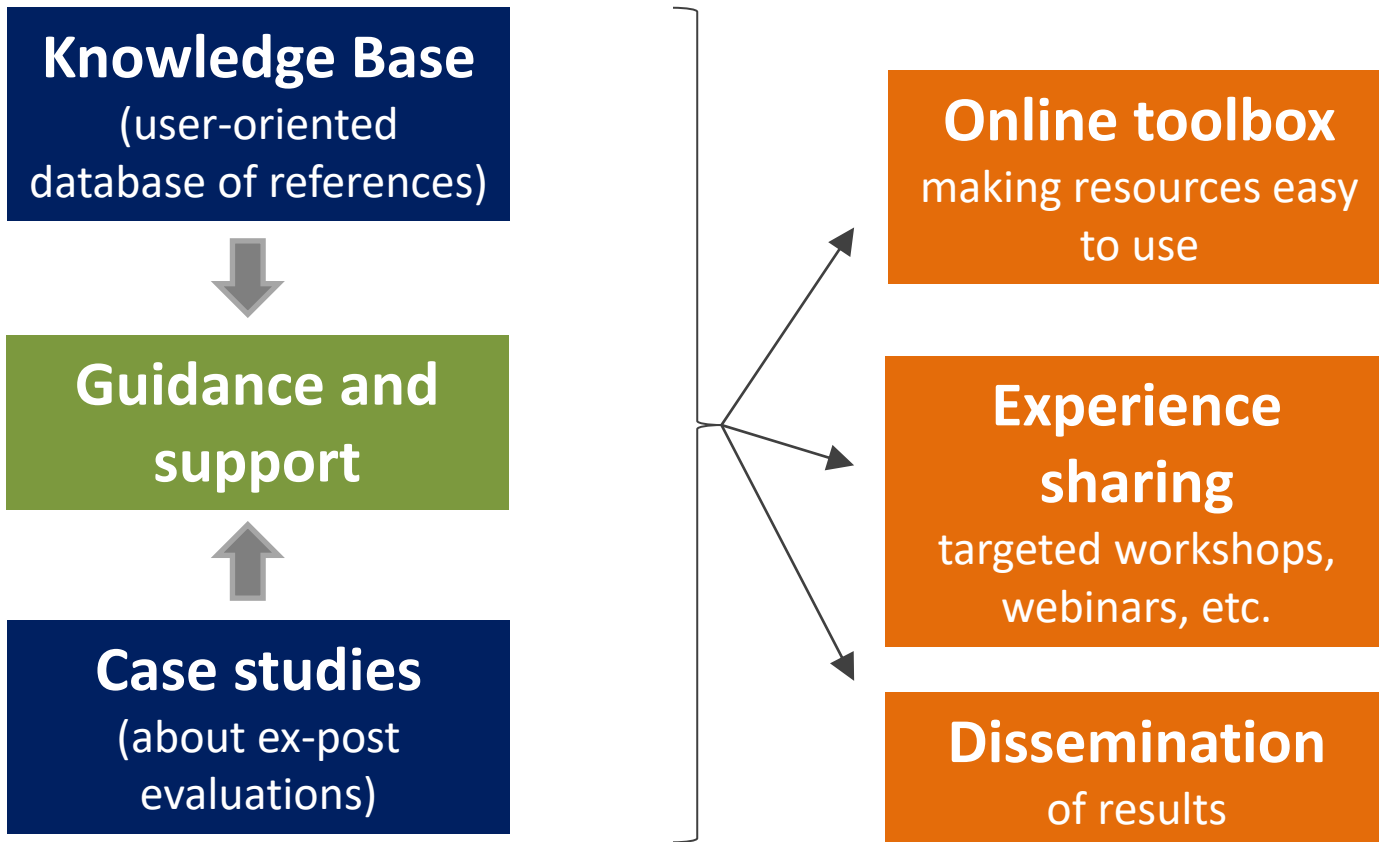 Knowledge Base
(user-oriented
database of references)
Guidance and
support
Case studies
(about ex-post
evaluations)
Online toolbox
making resources easy
to use
Experience
sharing
targeted workshops,
webinars, etc.
Dissemination
of results